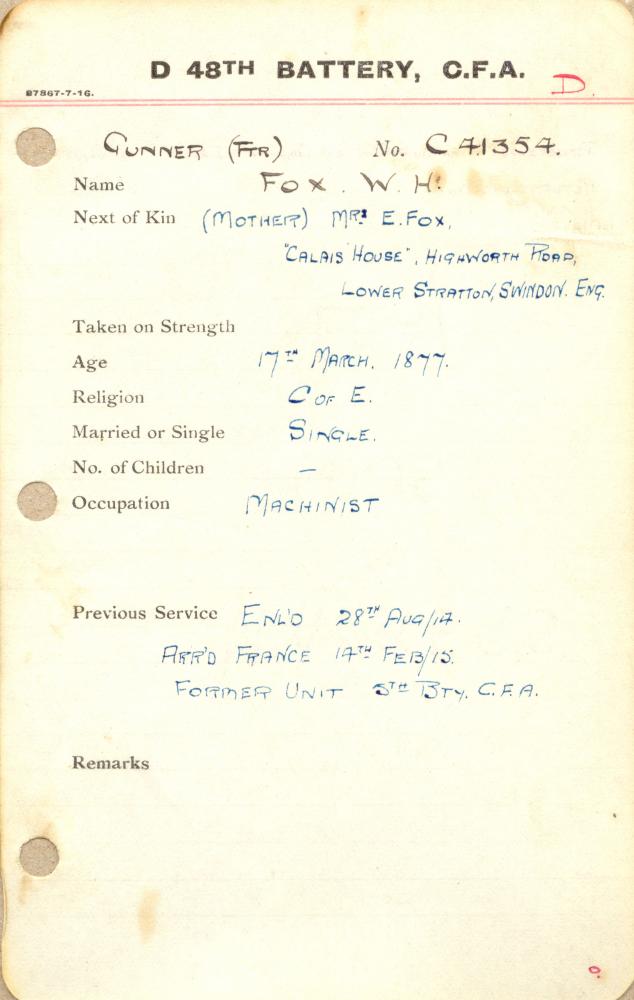 D 48TH BATTERY, C.F.A.
D.
87867-7-16.
GUNNER (FTR) No. C 41354.
Name FOX. W. H.
Next of Kin (MOTHER) MRS E. FOX,
"CALAIS HOUSE", HIGHWORTH ROAD,
LOWER STRATTON, SWINDON. ENG.
Taken on Strength
Age 17TH MARCH. 1877.
Religion C OF E.
Married or Single SINGLE.
No. of Children —
Occupation MACHINIST
Previous Service ENL'D 28TH AUG/14.
ARR'D FRANCE 14TH FEB/15.
FORMER UNIT 5TH BTY. C.F.A.
Remarks